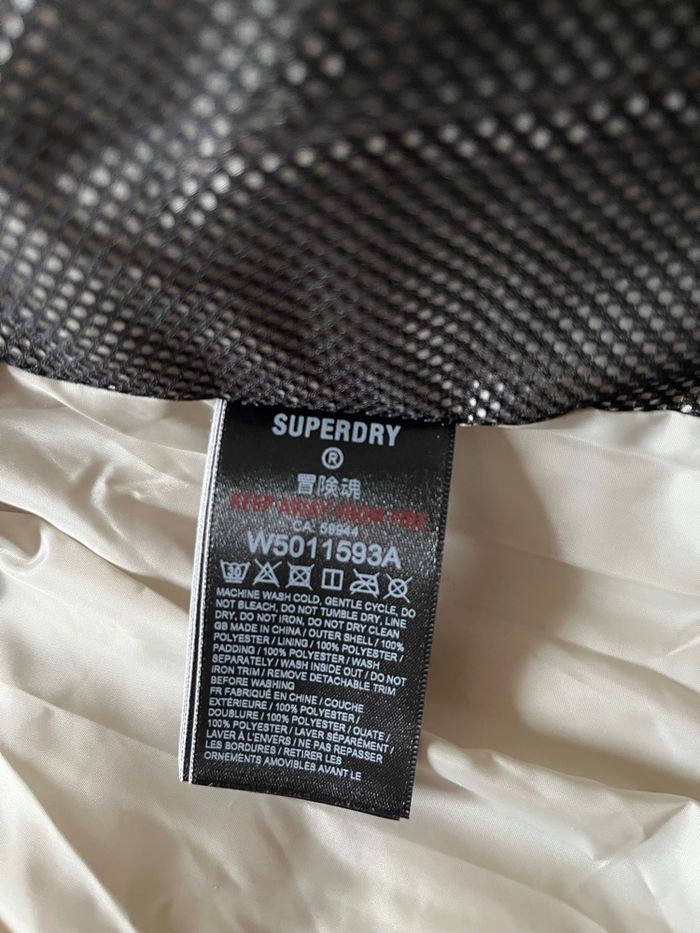 SUPERDRY
®
冒険魂
KEEP AWAY FROM FIRE
CA: 59944
W5011593A
30
MACHINE WASH COLD, GENTLE CYCLE, DO
NOT BLEACH, DO NOT TUMBLE DRY, LINE
DRY, DO NOT IRON, DO NOT DRY CLEAN
GB MADE IN CHINA / OUTER SHELL / 100%
POLYESTER / LINING / 100% POLYESTER /
PADDING / 100% POLYESTER / WASH
SEPARATELY / WASH INSIDE OUT / DO NOT
IRON TRIM / REMOVE DETACHABLE TRIM
BEFORE WASHING
FR FABRIQUÉ EN CHINE / COUCHE
EXTÉRIEURE / 100% POLYESTER /
DOUBLURE / 100% POLYESTER / OUATE /
100% POLYESTER / LAVER SÉPARÉMENT /
LAVER À L'ENVERS / NE PAS REPASSER
LES BORDURES / RETIRER LES
ORNEMENTS AMOVIBLES AVANT LE